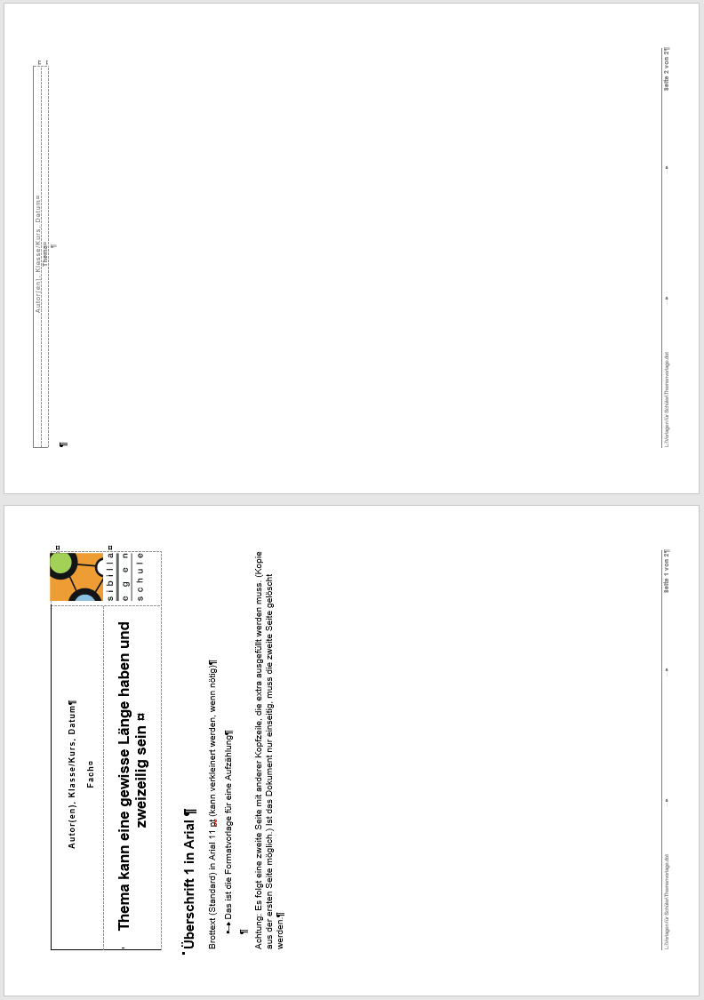 Autor(en), Klasse/Kurs, Datum¤
Thema¤
¶
¶
L:\Vorlagen für Schüler\Themenvorlage.dot
Seite 2 von 2¶
Autor(en), Klasse/Kurs, Datum¶
Fach¤
sibilla¤
egen
schule
Thema kann eine gewisse Länge haben und
zweizeilig sein ¤
Überschrift 1 in Arial ¶
Brottext (Standard) in Arial 11 pt (kann verkleinert werden, wenn nötig)¶
Das ist die Formatvorlage für eine Aufzählung¶
¶
Achtung: Es folgt eine zweite Seite mit anderer Kopfzeile, die extra ausgefüllt werden muss. (Kopie
aus der ersten Seite möglich.) Ist das Dokument nur einseitig, muss die zweite Seite gelöscht
werden.¶
L:\Vorlagen für Schüler\Themenvorlage.dot
Seite 1 von 2¶